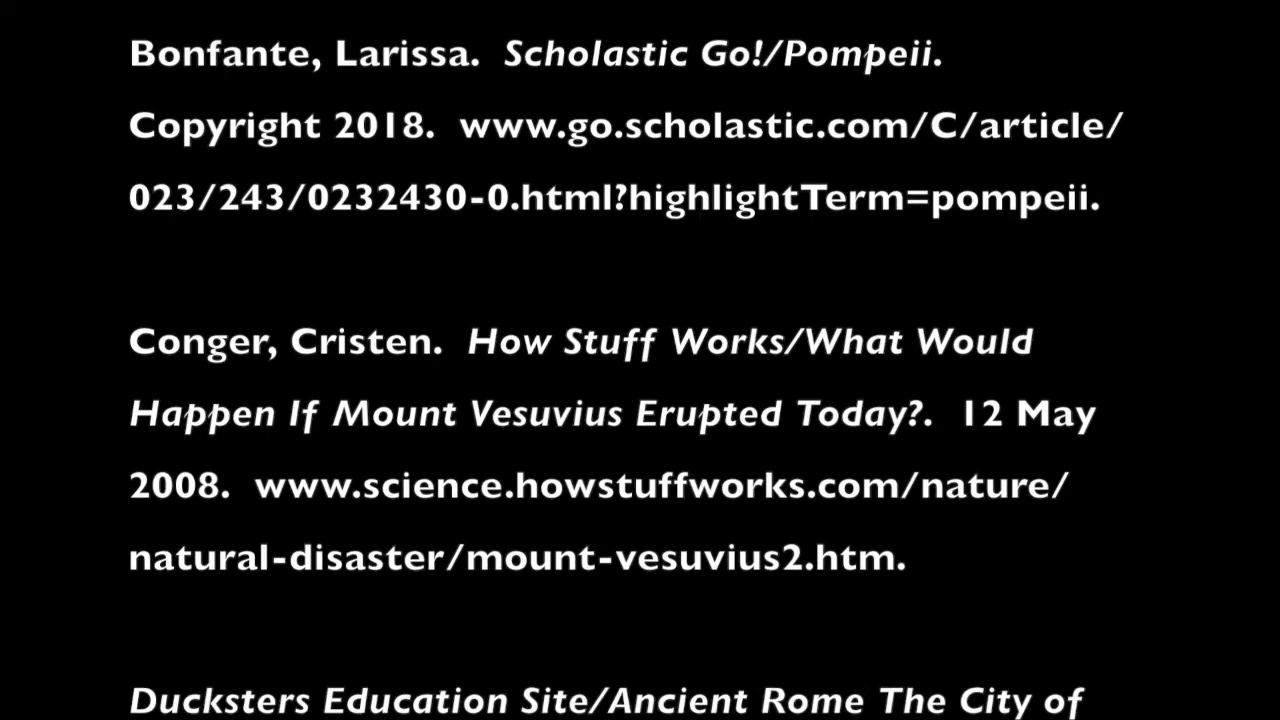 Bonfante, Larissa.  Scholastic Go!/Pompeii.
Copyright 2018.  www.go.scholastic.com/C/article/
023/243/0232430-0.html?highlightTerm=pompeii.
Conger, Cristen.  How Stuff Works/What Would
Happen If Mount Vesuvius Erupted Today?.  12 May
2008.  www.science.howstuffworks.com/nature/
natural-disaster/mount-vesuvius2.htm.
Ducksters Education Site/Ancient Rome The City of